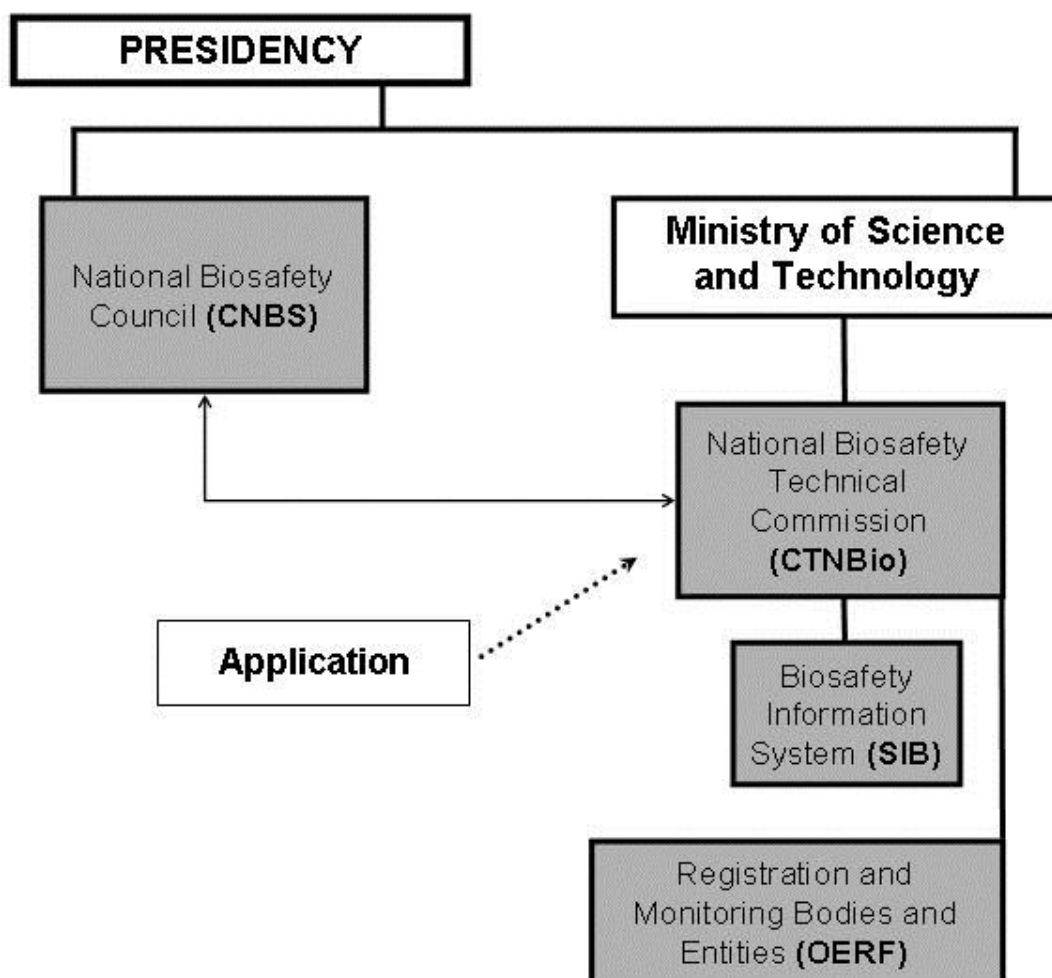 PRESIDENCY
National Biosafety
Council (CNBS)
Ministry of Science
and Technology
National Biosafety
Technical
Commission
(CTNBio)
Application
Biosafety
Information
System (SIB)
Registration and
Monitoring Bodies and
Entities (OERF)